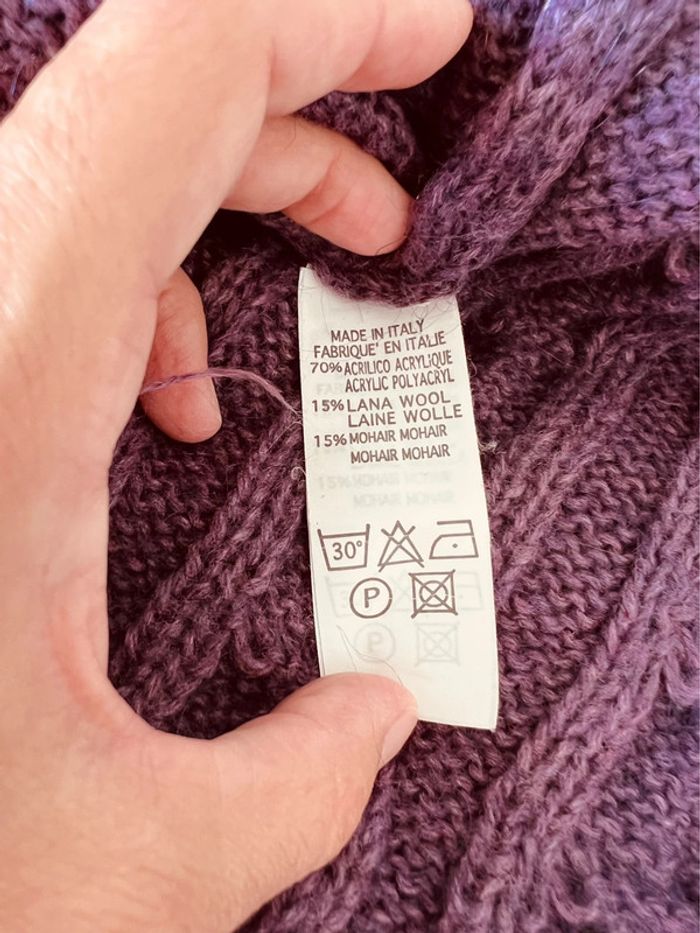 MADE IN ITALY
FABRIQUE' EN ITALIE
70% ACRILICO ACRYLIQUE
ACRYLIC POLYACRYL
15% LANA WOOL
LAINE WOLLE
15% MOHAIR MOHAIR
MOHAIR MOHAIR
30°
P